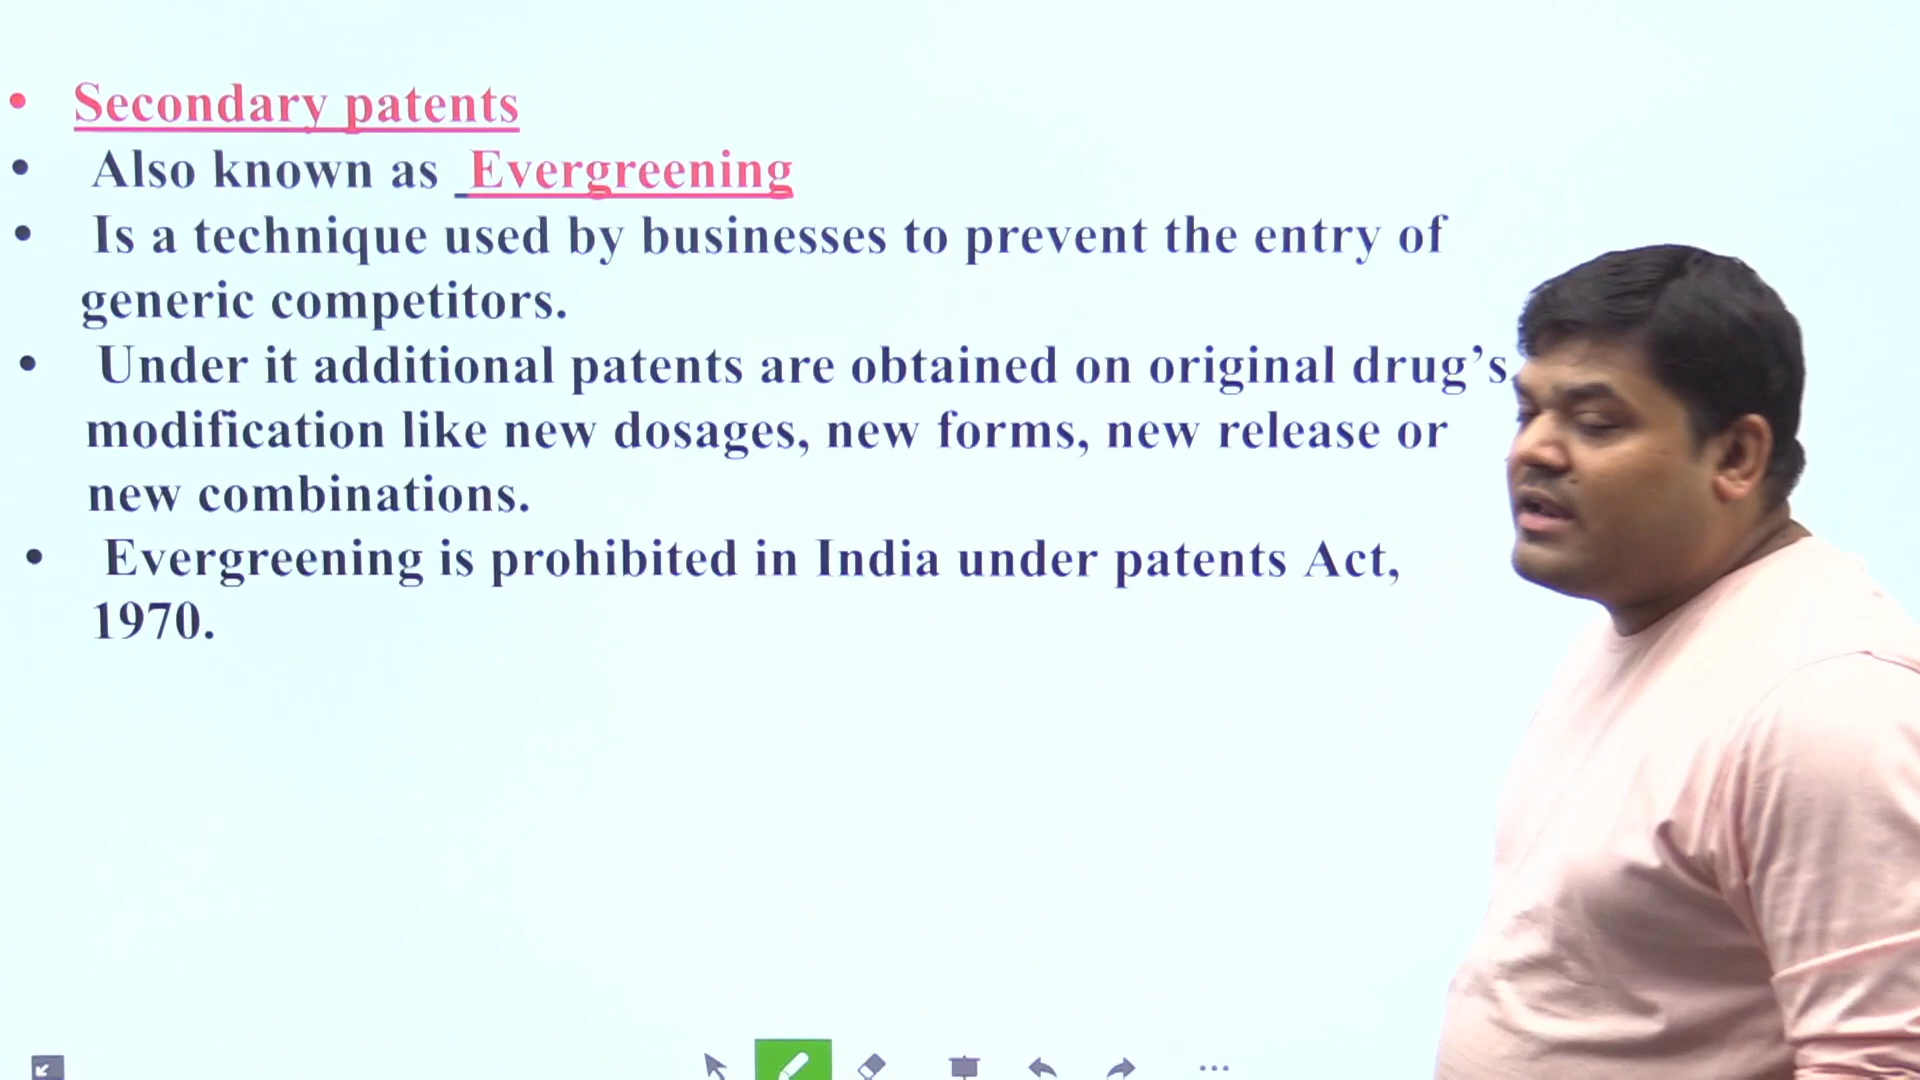 • Secondary patents
• Also known as Evergreening
• Is a technique used by businesses to prevent the entry of
generic competitors.
• Under it additional patents are obtained on original drug’s
modification like new dosages, new forms, new release or
new combinations.
• Evergreening is prohibited in India under patents Act,
1970.